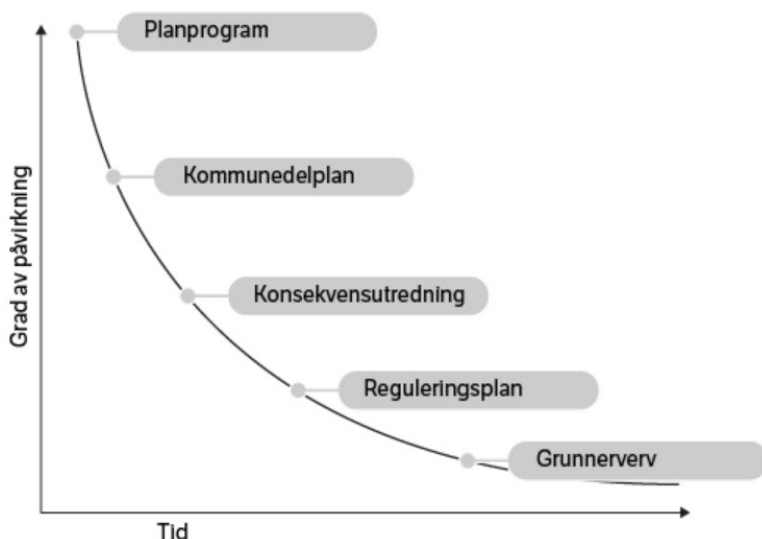 Planprogram
Kommunedelplan
Konsekvensutredning
Reguleringsplan
Grunnerverv
Grad av påvirkning
Tid